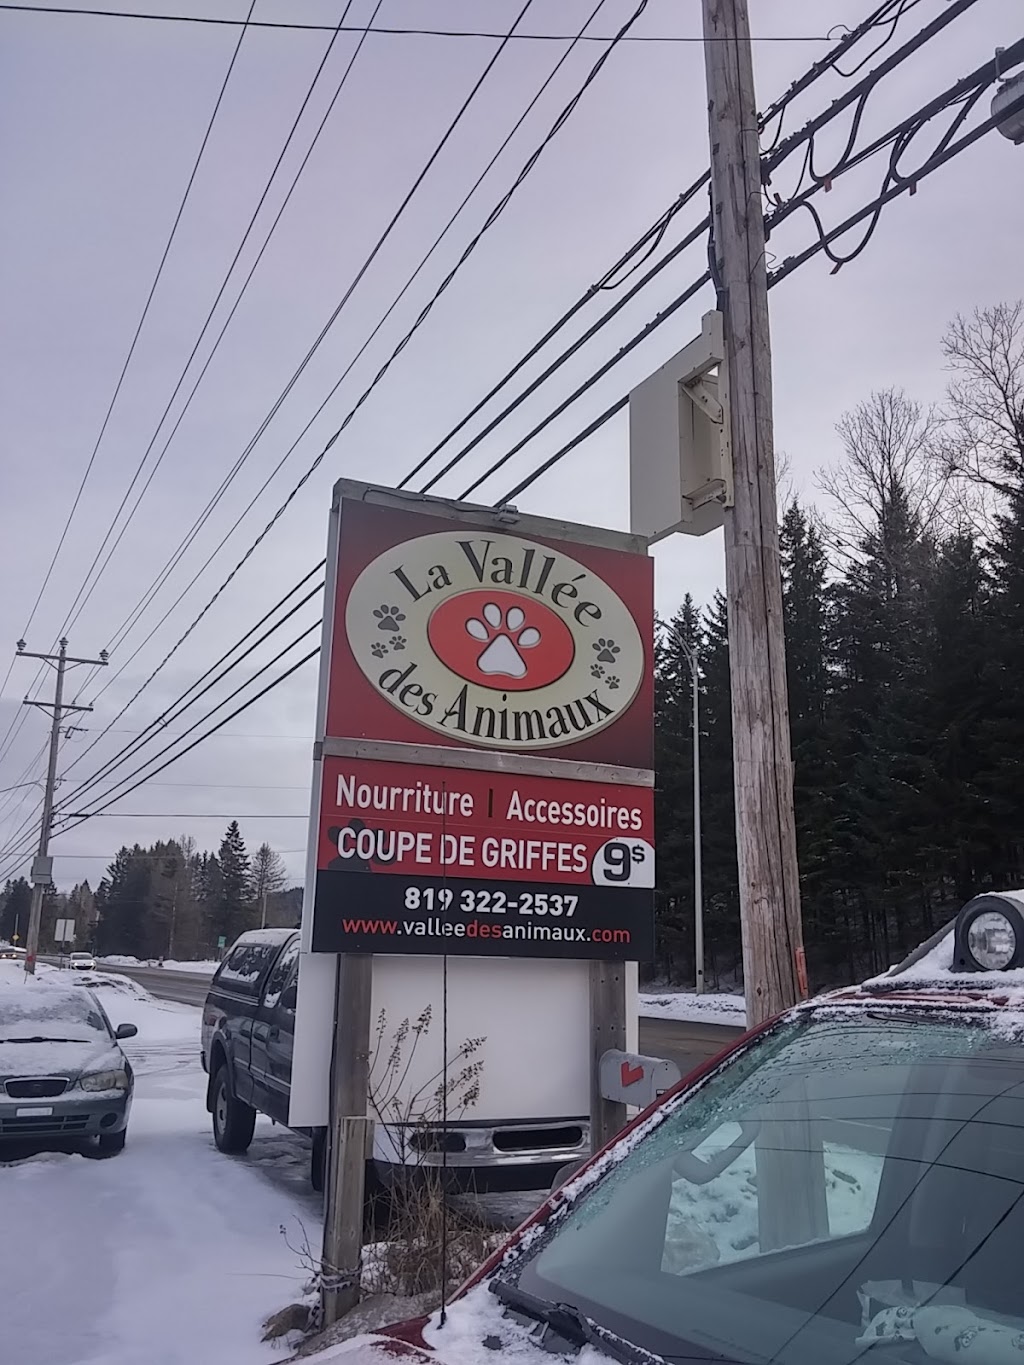 La Vallée
des Animaux
Nourriture | Accessoires
COUPE DE GRIFFES 9$
819 322-2537
www.valleedesanimaux.com